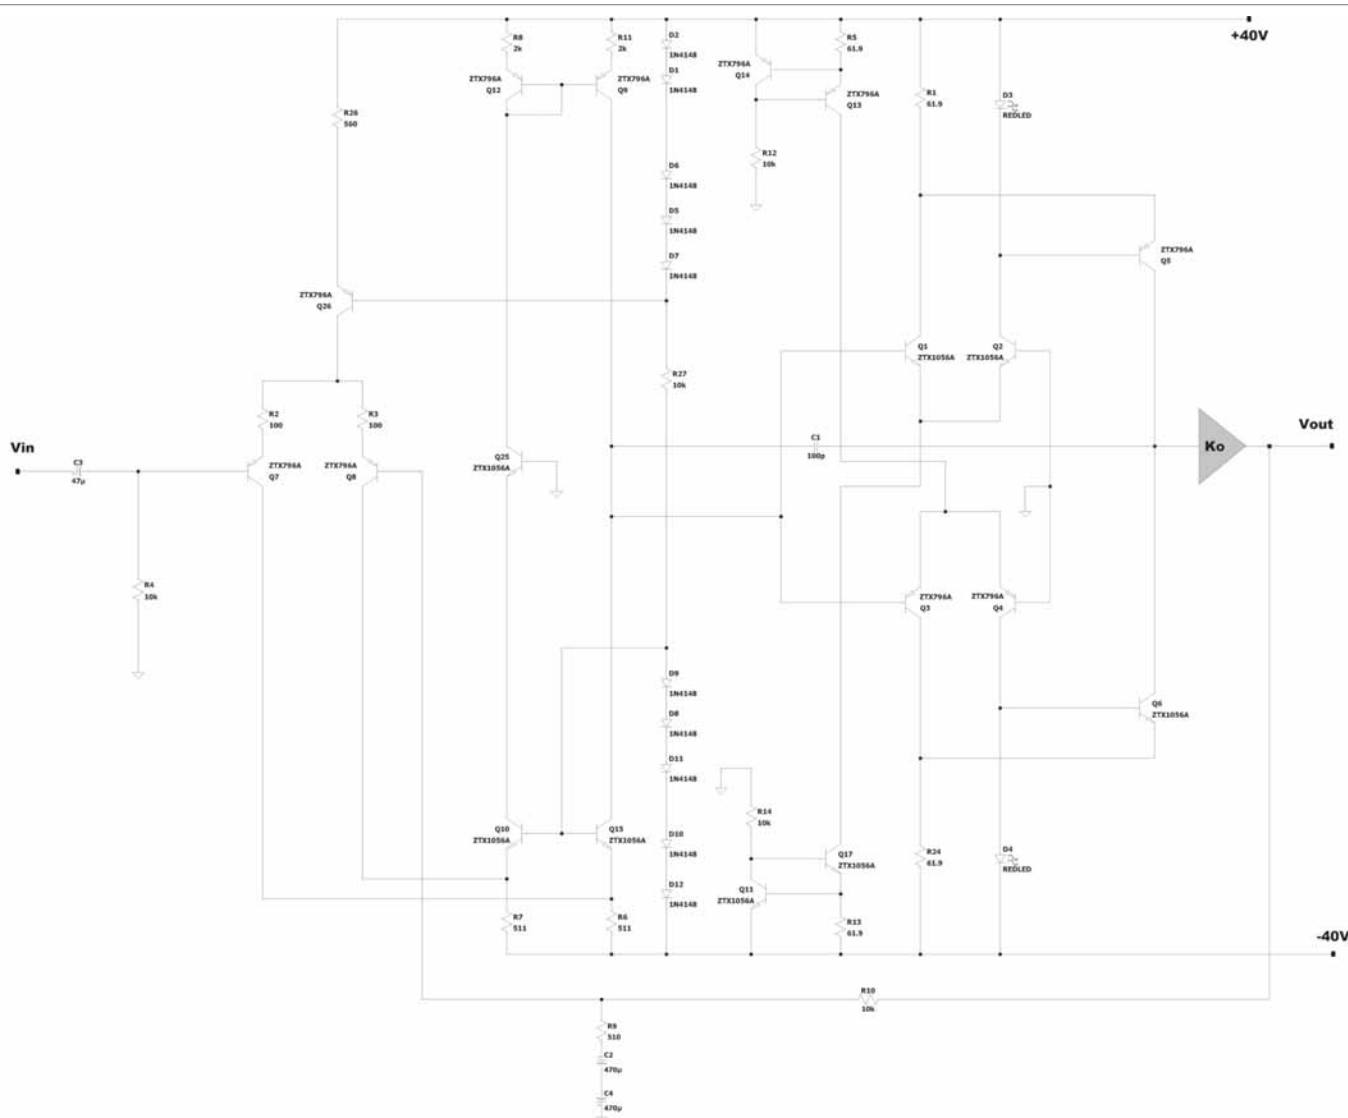 +40V
R8
2k
R11
2k
D2
1N4148
R5
61.9
ZTX796A
Q14
ZTX796A
Q12
ZTX796A
Q9
D1
1N4148
ZTX796A
Q13
R1
61.9
D3
REDLED
R26
560
R12
10k
D6
1N4148
D5
1N4148
D7
1N4148
ZTX796A
Q5
ZTX796A
Q26
Q1
ZTX1056A
Q2
ZTX1056A
R27
10k
R2
100
R3
100
Vin
C3
47µ
ZTX796A
Q7
ZTX796A
Q8
Q25
ZTX1056A
C1
100p
Ko
Vout
R4
10k
ZTX796A
Q3
ZTX796A
Q4
D9
1N4148
D8
1N4148
D11
1N4148
Q6
ZTX1056A
R14
10k
Q10
ZTX1056A
Q15
ZTX1056A
D10
1N4148
Q17
ZTX1056A
R24
61.9
D4
REDLED
Q11
ZTX1056A
D12
1N4148
R7
511
R6
511
R13
61.9
-40V
R10
10k
R9
510
C2
470µ
C4
470µ